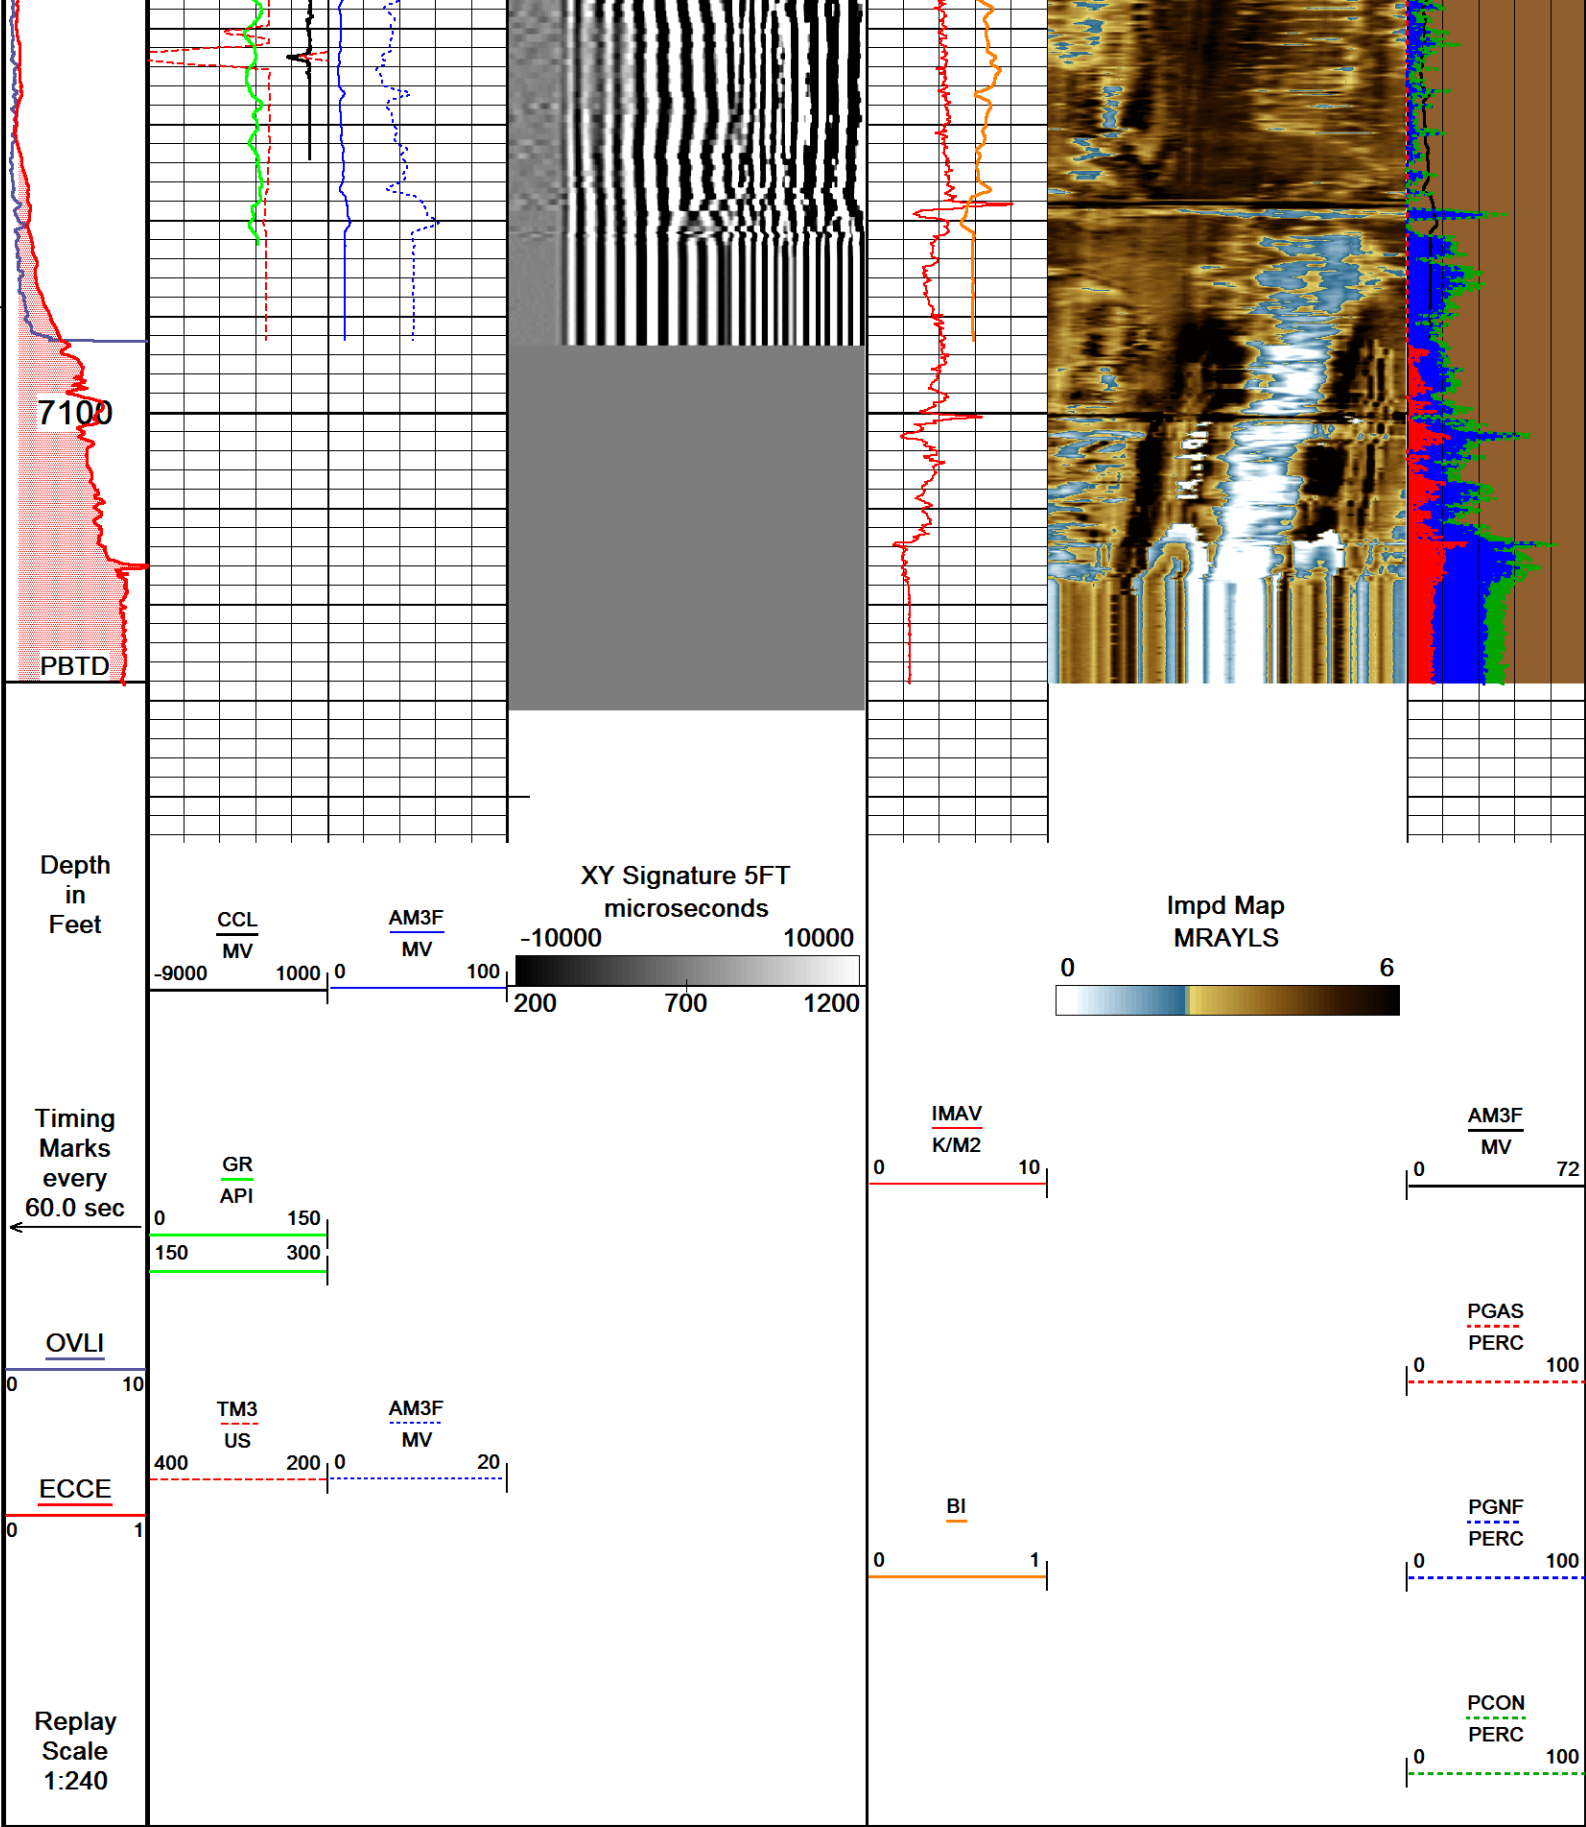 7100
PBTD
Depth
in
Feet
CCL
MV
-9000 1000
AM3F
MV
0 100
XY Signature 5FT
microseconds
-10000 10000
200 700 1200
Impd Map
MRAYLS
0 6
Timing
Marks
every
60.0 sec
GR
API
0 150
150 300
IMAV
K/M2
0 10
AM3F
MV
0 72
OVLI
0 10
PGAS
PERC
0 100
TM3
US
400 200
AM3F
MV
0 20
ECCE
0 1
BI
0 1
PGNF
PERC
0 100
Replay
Scale
1:240
PCON
PERC
0 100